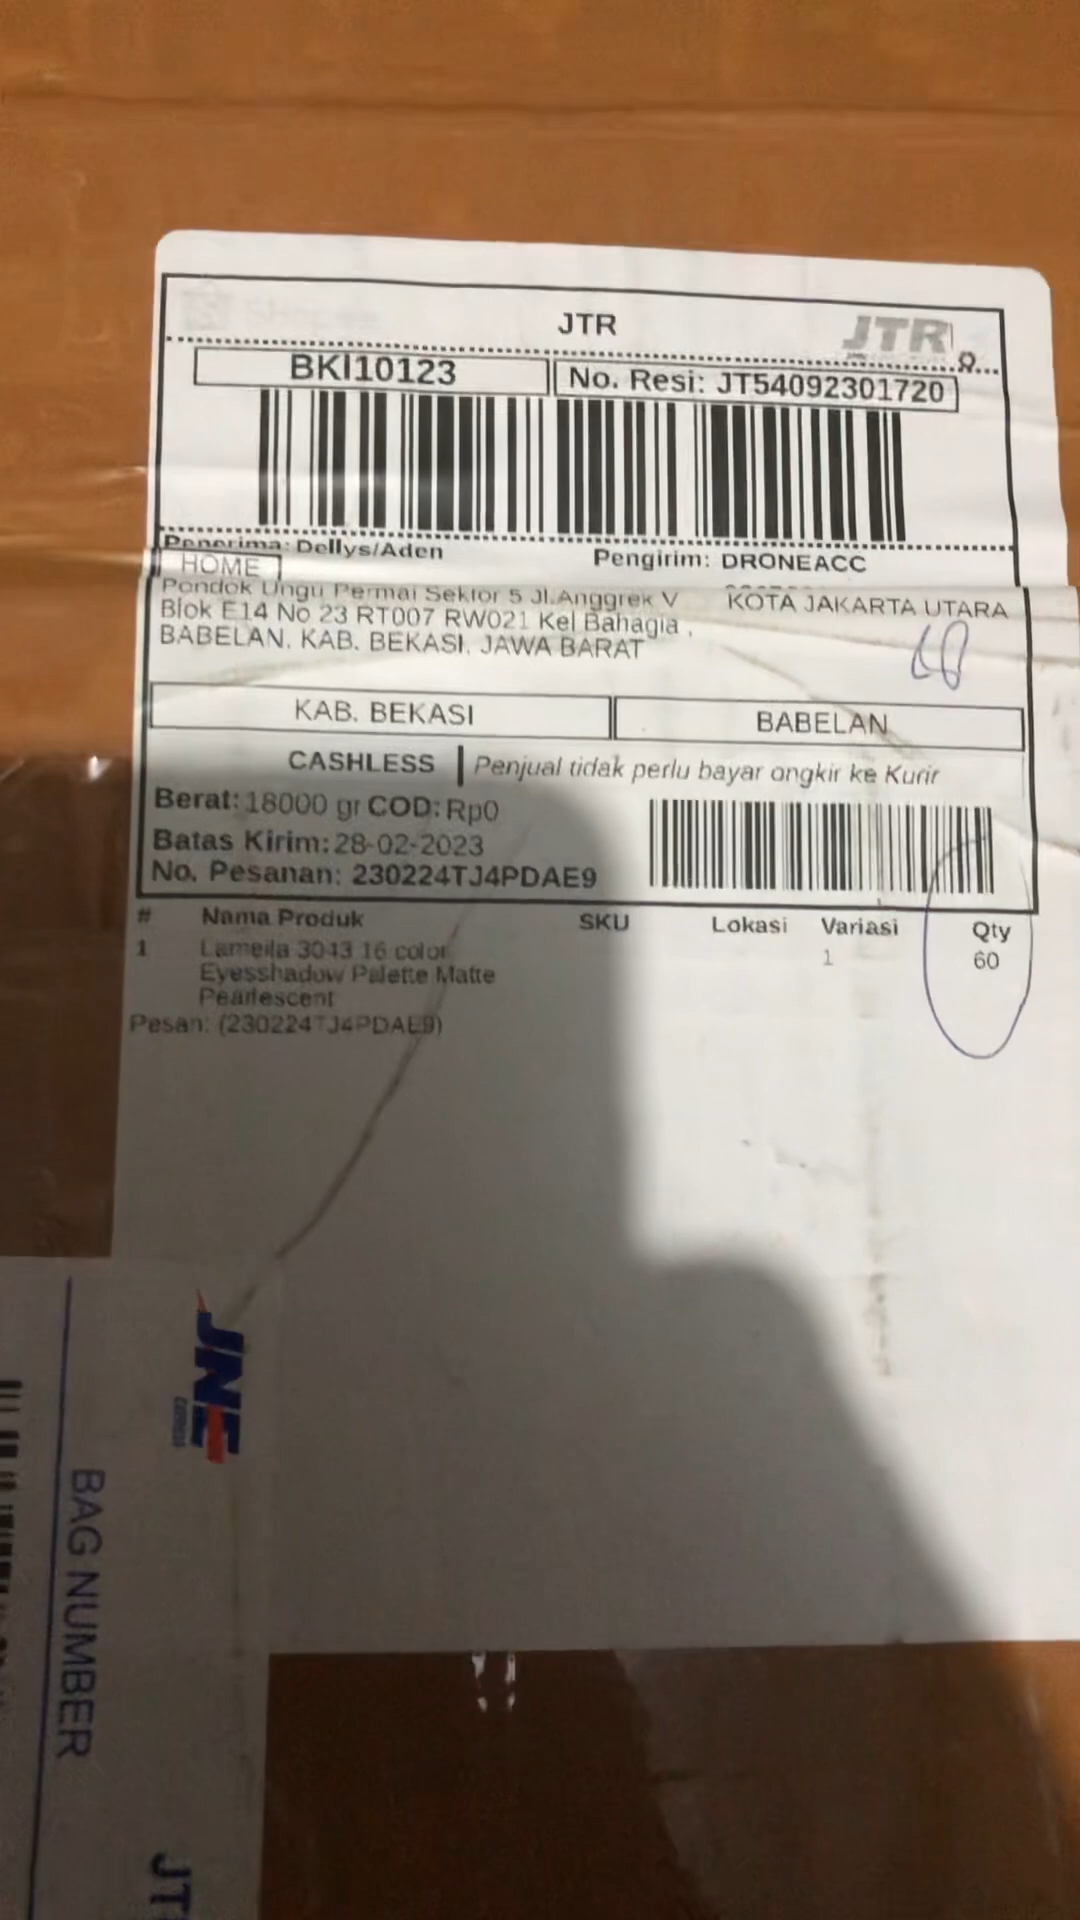 JTR
JTR
BKI10123
No. Resi: JT54092301720
Penerima: Dellys/Aden
Pengirim: DRONEACC
HOME
Pondok Ungu Permai Sektor 5 Jl.Anggrek V
KOTA JAKARTA UTARA
Blok E14 No 23 RT007 RW021 Kel Bahagia ,
BABELAN, KAB. BEKASI, JAWA BARAT
KAB. BEKASI
BABELAN
CASHLESS
Penjual tidak perlu bayar ongkir ke Kurir
Berat: 18000 gr COD: Rp0
Batas Kirim: 28-02-2023
No. Pesanan: 230224TJ4PDAE9
# Nama Produk SKU Lokasi Variasi Qty
1 Lameila 3043 16 color 1 60
Eyesshadow Palette Matte
Pearlescent
Pesan: (230224TJ4PDAE9)
JNE
BAG NUMBER